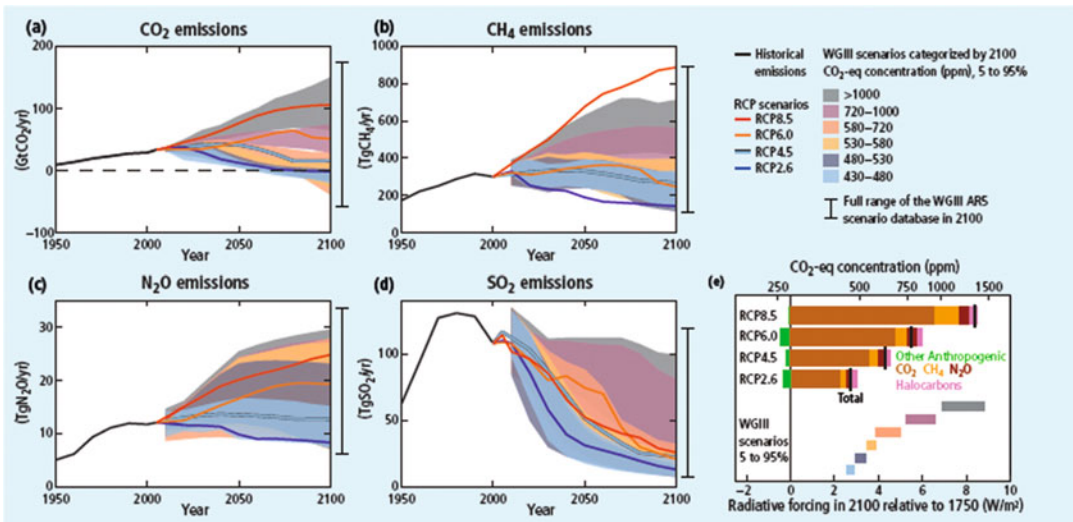 (a) CO₂ emissions
200
100
0
−100
(GtCO₂/yr)
1950 2000 2050 2100
Year
(b) CH₄ emissions
1000
800
600
400
200
0
(TgCH₄/yr)
1950 2000 2050 2100
Year
Historical emissions
RCP scenarios
RCP8.5
RCP6.0
RCP4.5
RCP2.6
WGIII scenarios categorized by 2100
CO₂-eq concentration (ppm), 5 to 95%
>1000
720−1000
580−720
530−580
480−530
430−480
Full range of the WGIII AR5
scenario database in 2100
(c) N₂O emissions
30
20
10
0
(TgN₂O/yr)
1950 2000 2050 2100
Year
(d) SO₂ emissions
100
50
0
(TgSO₂/yr)
1950 2000 2050 2100
Year
(e) CO₂-eq concentration (ppm)
250 500 750 1000 1500
RCP8.5
RCP6.0
RCP4.5
RCP2.6
Other Anthropogenic
CO₂ CH₄ N₂O
Halocarbons
Total
WGIII
scenarios
5 to 95%
−2 0 2 4 6 8 10
Radiative forcing in 2100 relative to 1750 (W/m²)